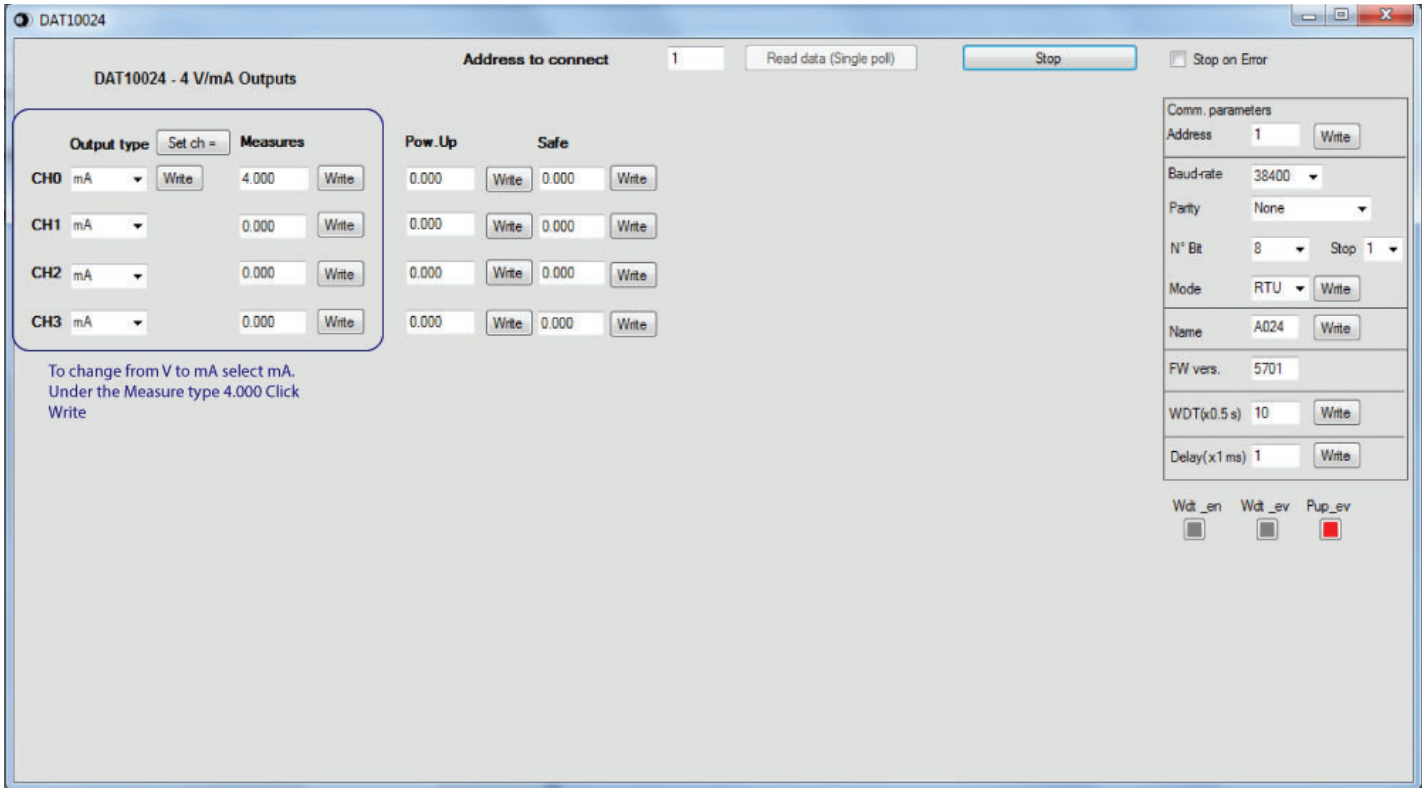 DAT10024
Address to connect 1 Read data (Single poll) Stop Stop on Error
DAT10024 - 4 V/mA Outputs
Output type Set ch = Measures Pow.Up Safe
CH0 mA Write 4.000 Write 0.000 Write 0.000 Write
CH1 mA 0.000 Write 0.000 Write 0.000 Write
CH2 mA 0.000 Write 0.000 Write 0.000 Write
CH3 mA 0.000 Write 0.000 Write 0.000 Write
To change from V to mA select mA.
Under the Measure type 4.000 Click
Write
Comm. parameters
Address 1 Write
Baud-rate 38400
Parity None
N° Bit 8 Stop 1
Mode RTU Write
Name A024 Write
FW vers. 5701
WDT(x0.5 s) 10 Write
Delay(x1 ms) 1 Write
Wdt _en Wdt _ev Pup_ev